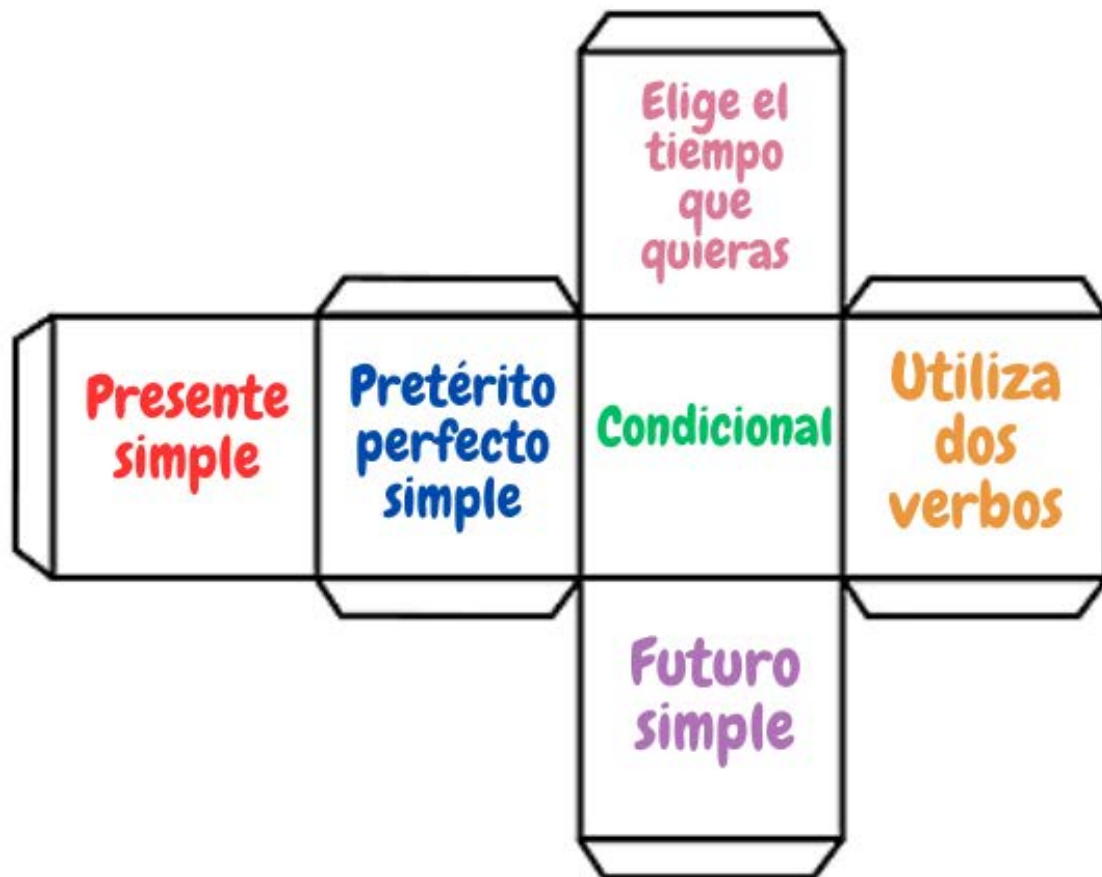 Elige el
tiempo
que
quieras
Presente
simple
Pretérito
perfecto
simple
Condicional
Utiliza
dos
verbos
Futuro
simple